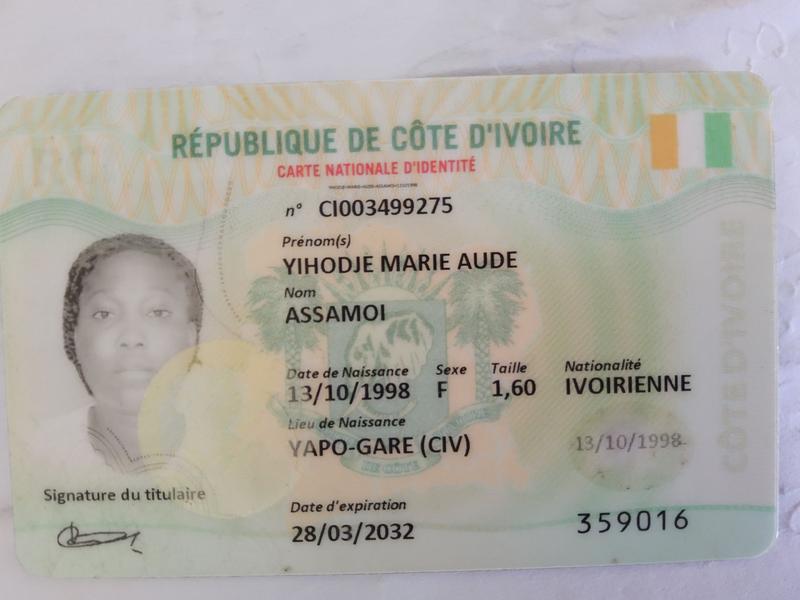 RÉPUBLIQUE DE CÔTE D'IVOIRE
CARTE NATIONALE D'IDENTITÉ
n° CI003499275
Prénom(s)
YIHODJE MARIE AUDE
Nom
ASSAMOI
Date de Naissance Sexe Taille Nationalité
13/10/1998 F 1,60 IVOIRIENNE
Lieu de Naissance
YAPO-GARE (CIV)
13/10/1998
Signature du titulaire
Date d'expiration
28/03/2032
359016